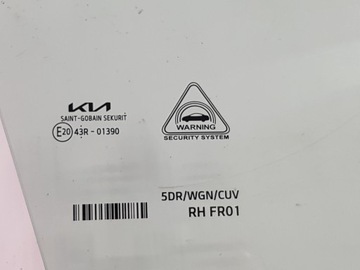 KIA
SAINT-GOBAIN SEKURIT
E20 43R - 01390
WARNING
SECURITY SYSTEM
5DR/WGN/CUV
RH FR01